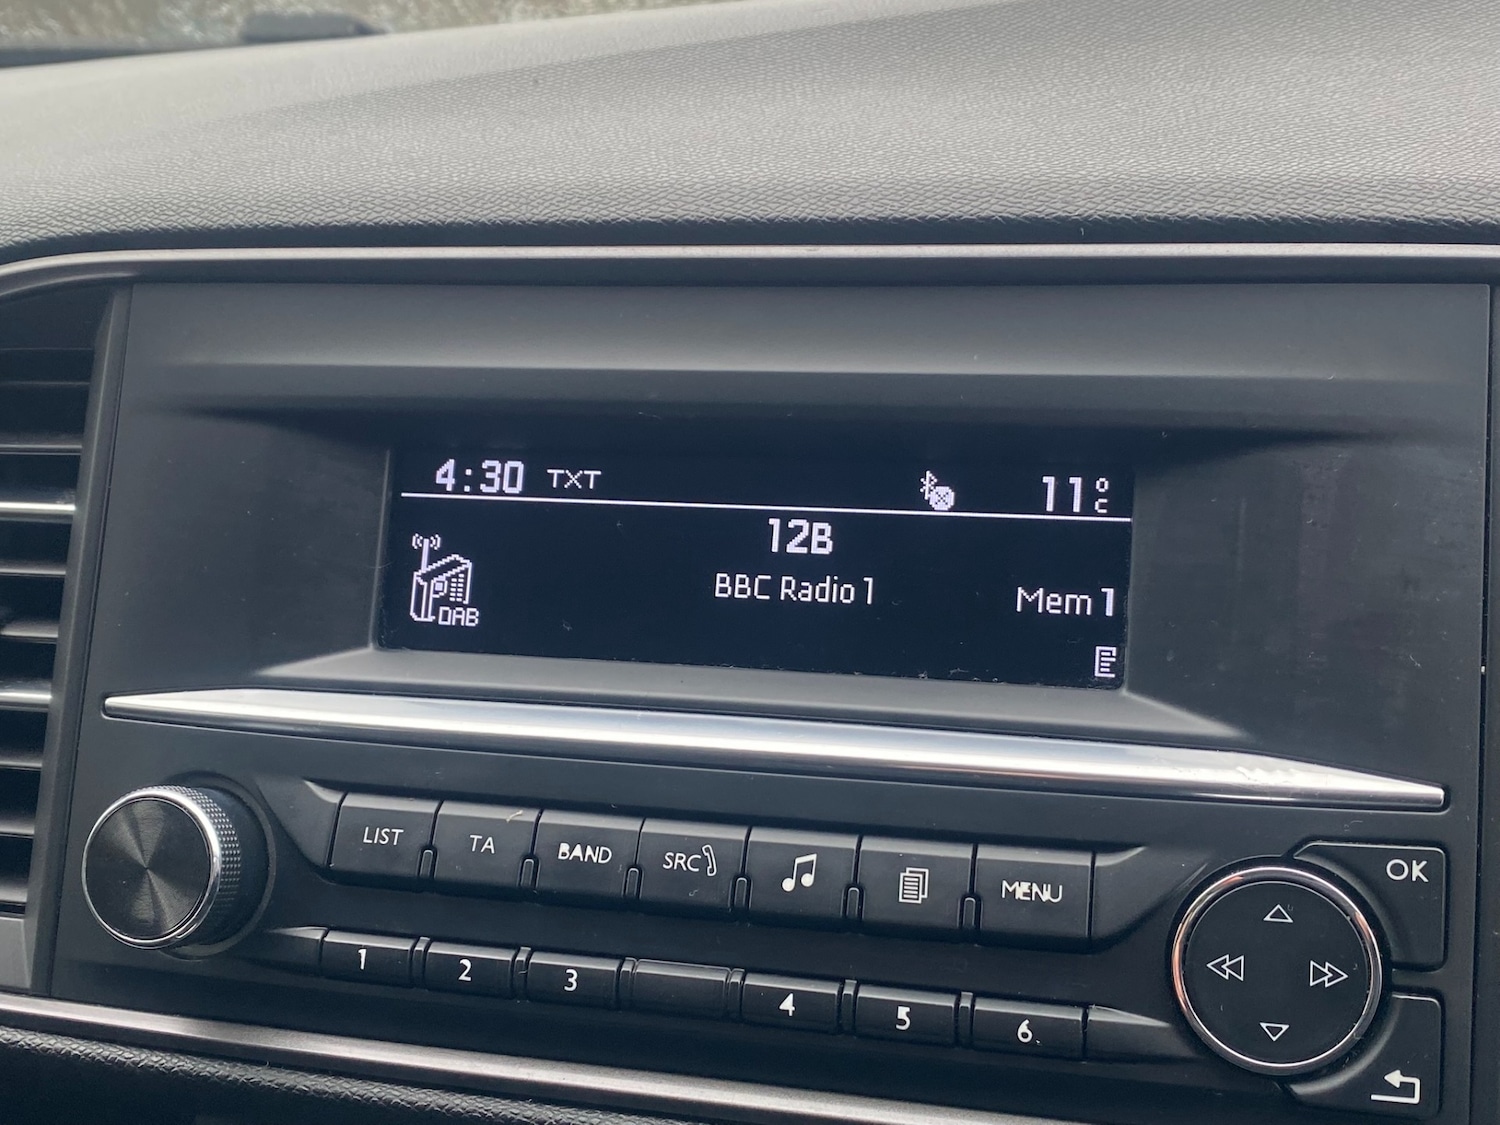 4:30 TXT 11°C
12B
BBC Radio 1 Mem 1
DAB
LIST TA BAND SRC MENU OK
1 2 3 4 5 6